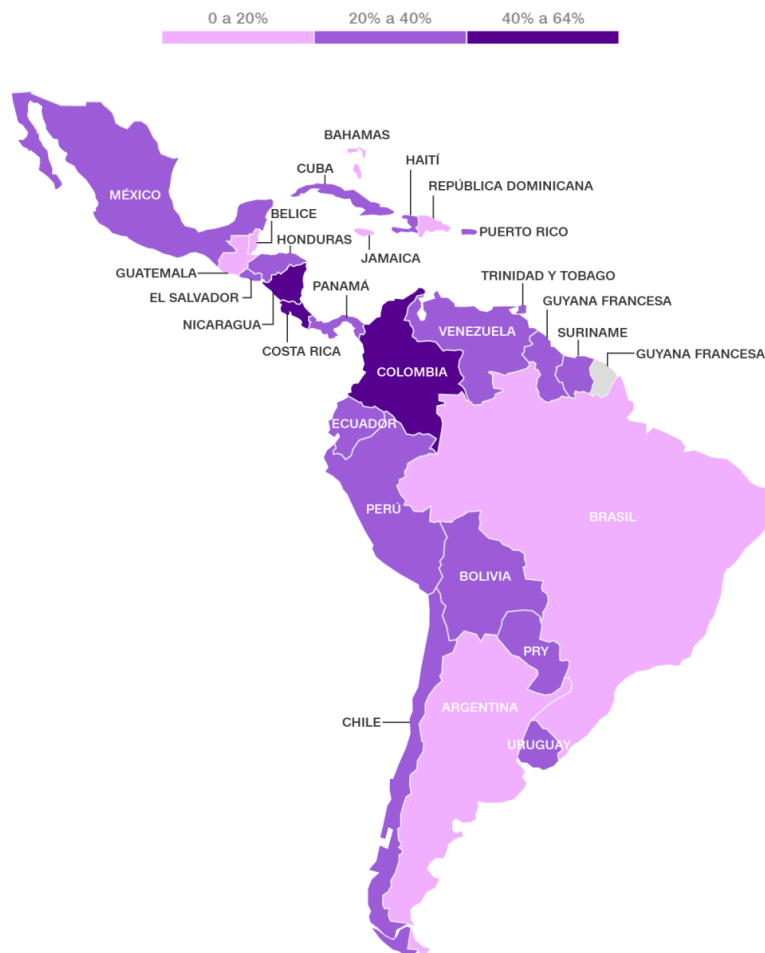 0 a 20% 20% a 40% 40% a 64%
BAHAMAS
CUBA
HAITÍ
REPÚBLICA DOMINICANA
MÉXICO
BELICE
PUERTO RICO
HONDURAS
JAMAICA
GUATEMALA
TRINIDAD Y TOBAGO
EL SALVADOR
PANAMÁ
GUYANA FRANCESA
NICARAGUA
VENEZUELA
SURINAME
COSTA RICA
GUYANA FRANCESA
COLOMBIA
ECUADOR
PERÚ
BRASIL
BOLIVIA
PRY
ARGENTINA
CHILE
URUGUAY